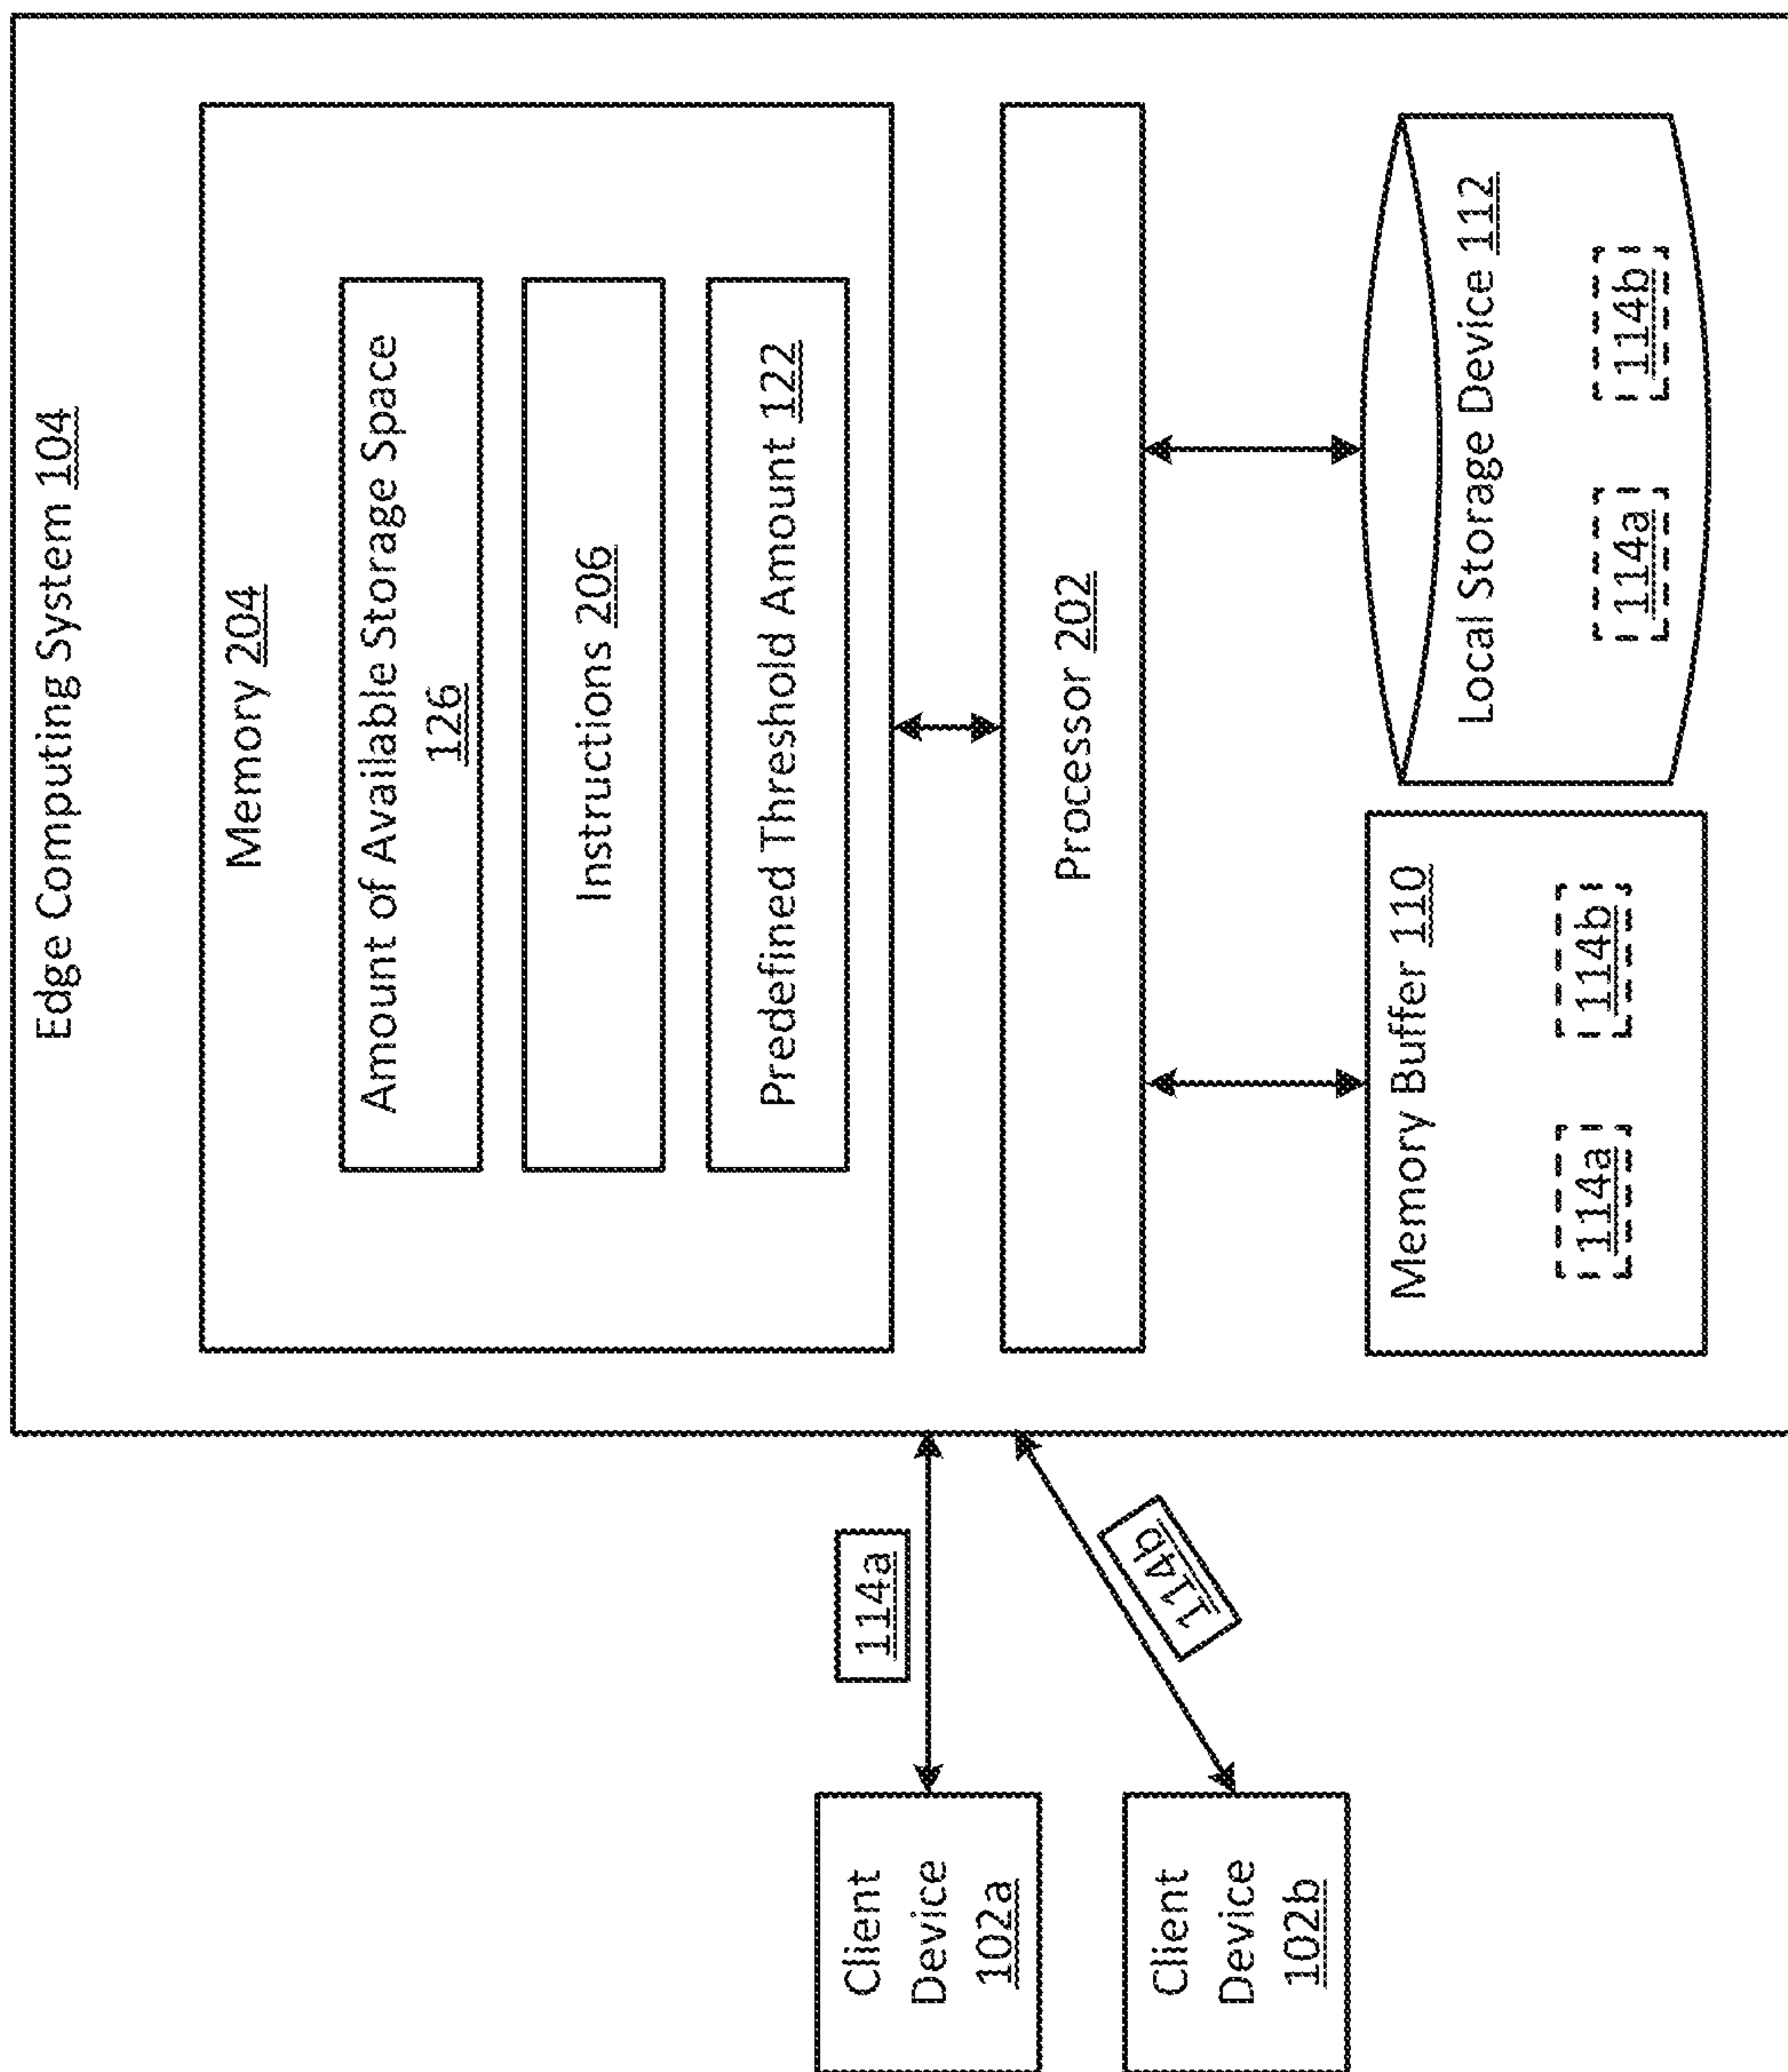 Edge Computing System 104
Memory 204
Amount of Available Storage Space
126
Instructions 206
Predefined Threshold Amount 122
Processor 202
Memory Buffer 110
114a
114b
Local Storage Device 112
114a
114b
114a
114b
Client
Device
102a
Client
Device
102b